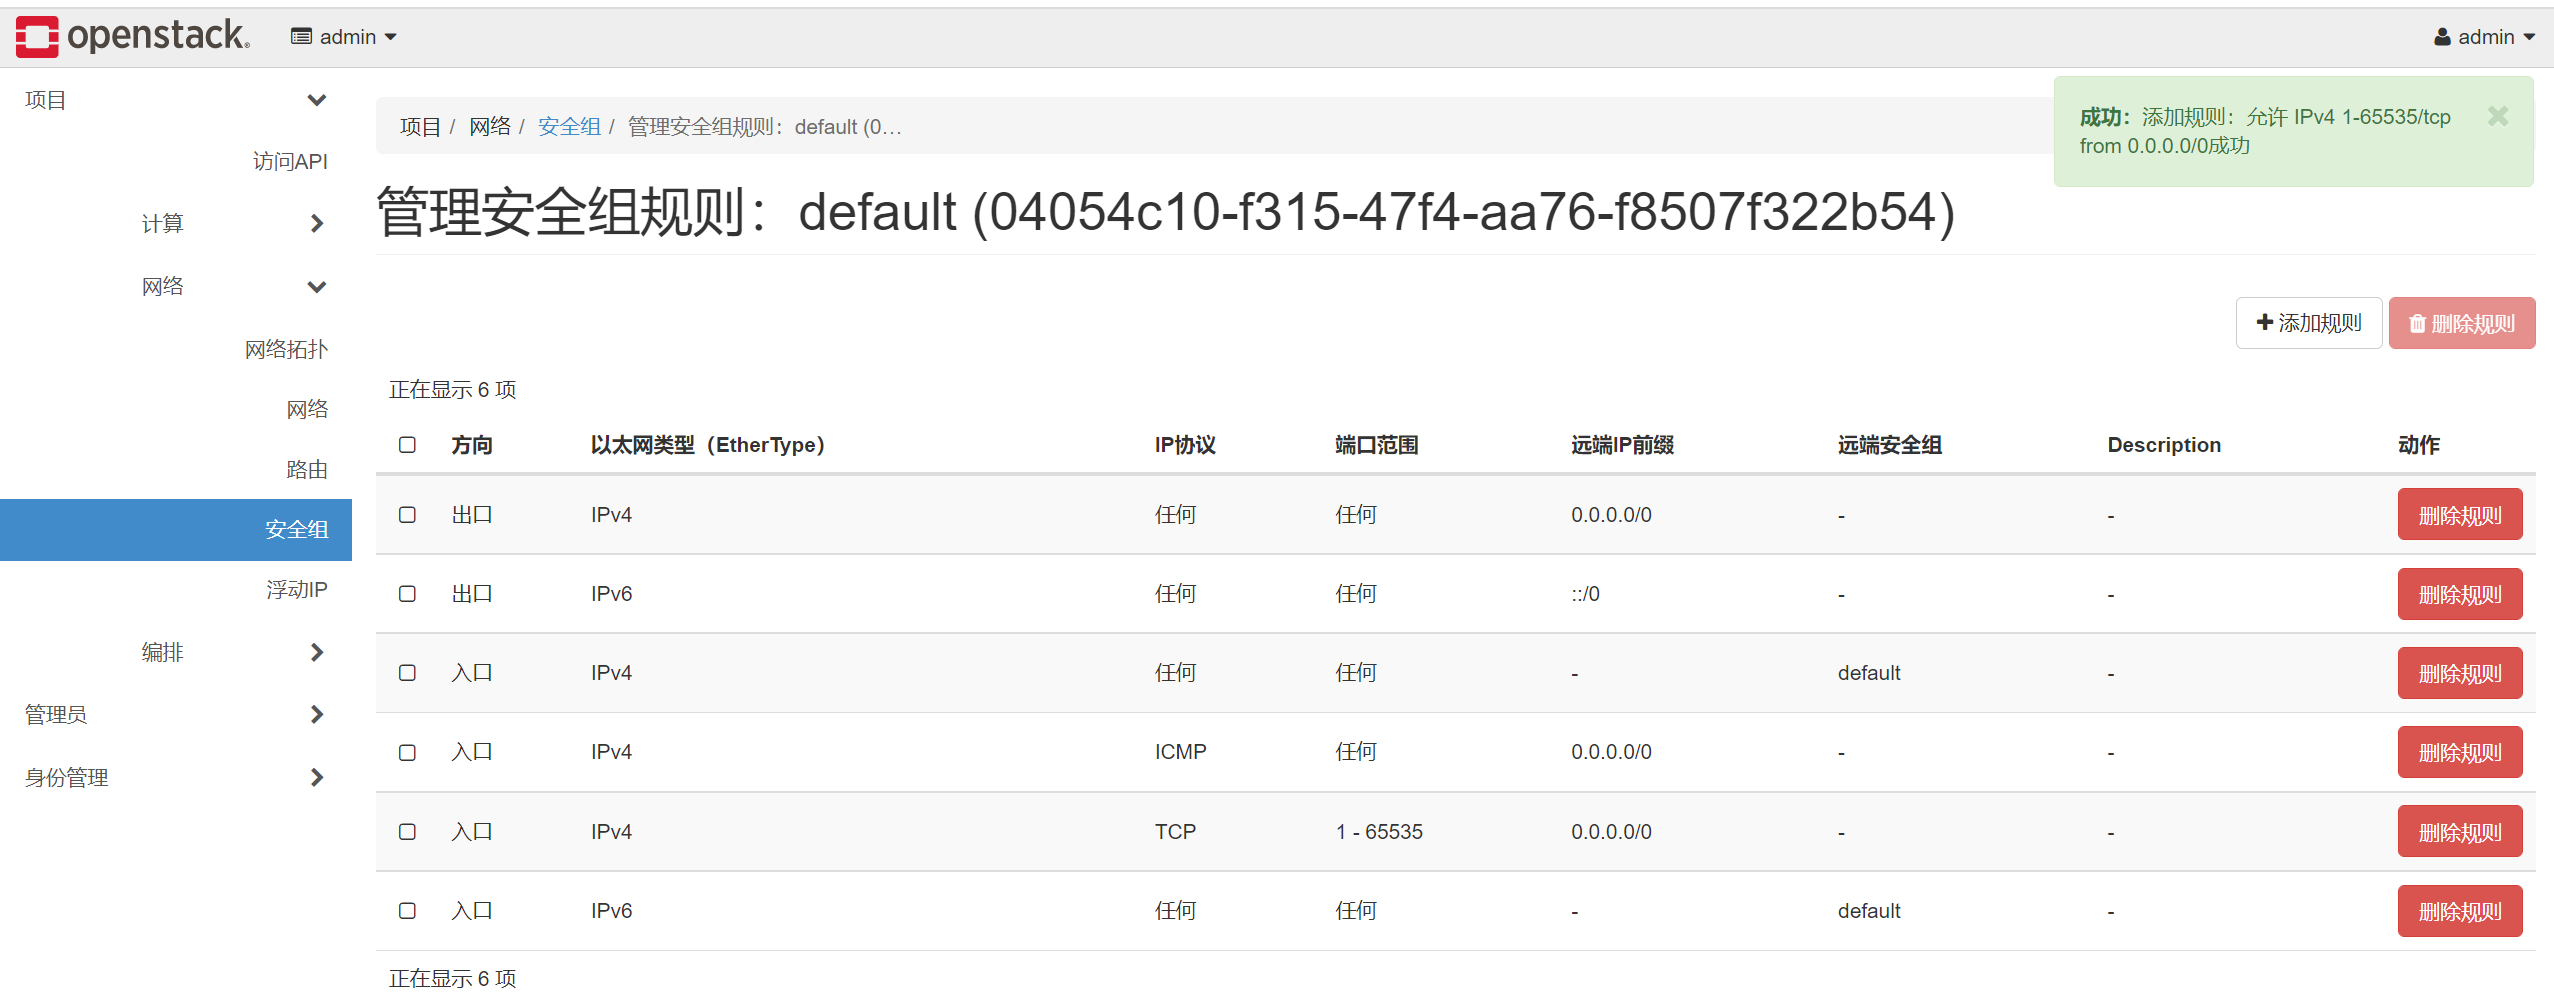 openstack. admin admin
项目
访问API
计算
网络
网络拓扑
网络
路由
安全组
浮动IP
编排
管理员
身份管理
项目 / 网络 / 安全组 / 管理安全组规则：default (0...
成功：添加规则：允许 IPv4 1-65535/tcp
from 0.0.0.0/0成功
管理安全组规则：default (04054c10-f315-47f4-aa76-f8507f322b54)
添加规则 删除规则
正在显示 6 项
方向 以太网类型（EtherType） IP协议 端口范围 远端IP前缀 远端安全组 Description 动作
出口 IPv4 任何 任何 0.0.0.0/0 - - 删除规则
出口 IPv6 任何 任何 ::/0 - - 删除规则
入口 IPv4 任何 任何 - default - 删除规则
入口 IPv4 ICMP 任何 0.0.0.0/0 - - 删除规则
入口 IPv4 TCP 1 - 65535 0.0.0.0/0 - - 删除规则
入口 IPv6 任何 任何 - default - 删除规则
正在显示 6 项